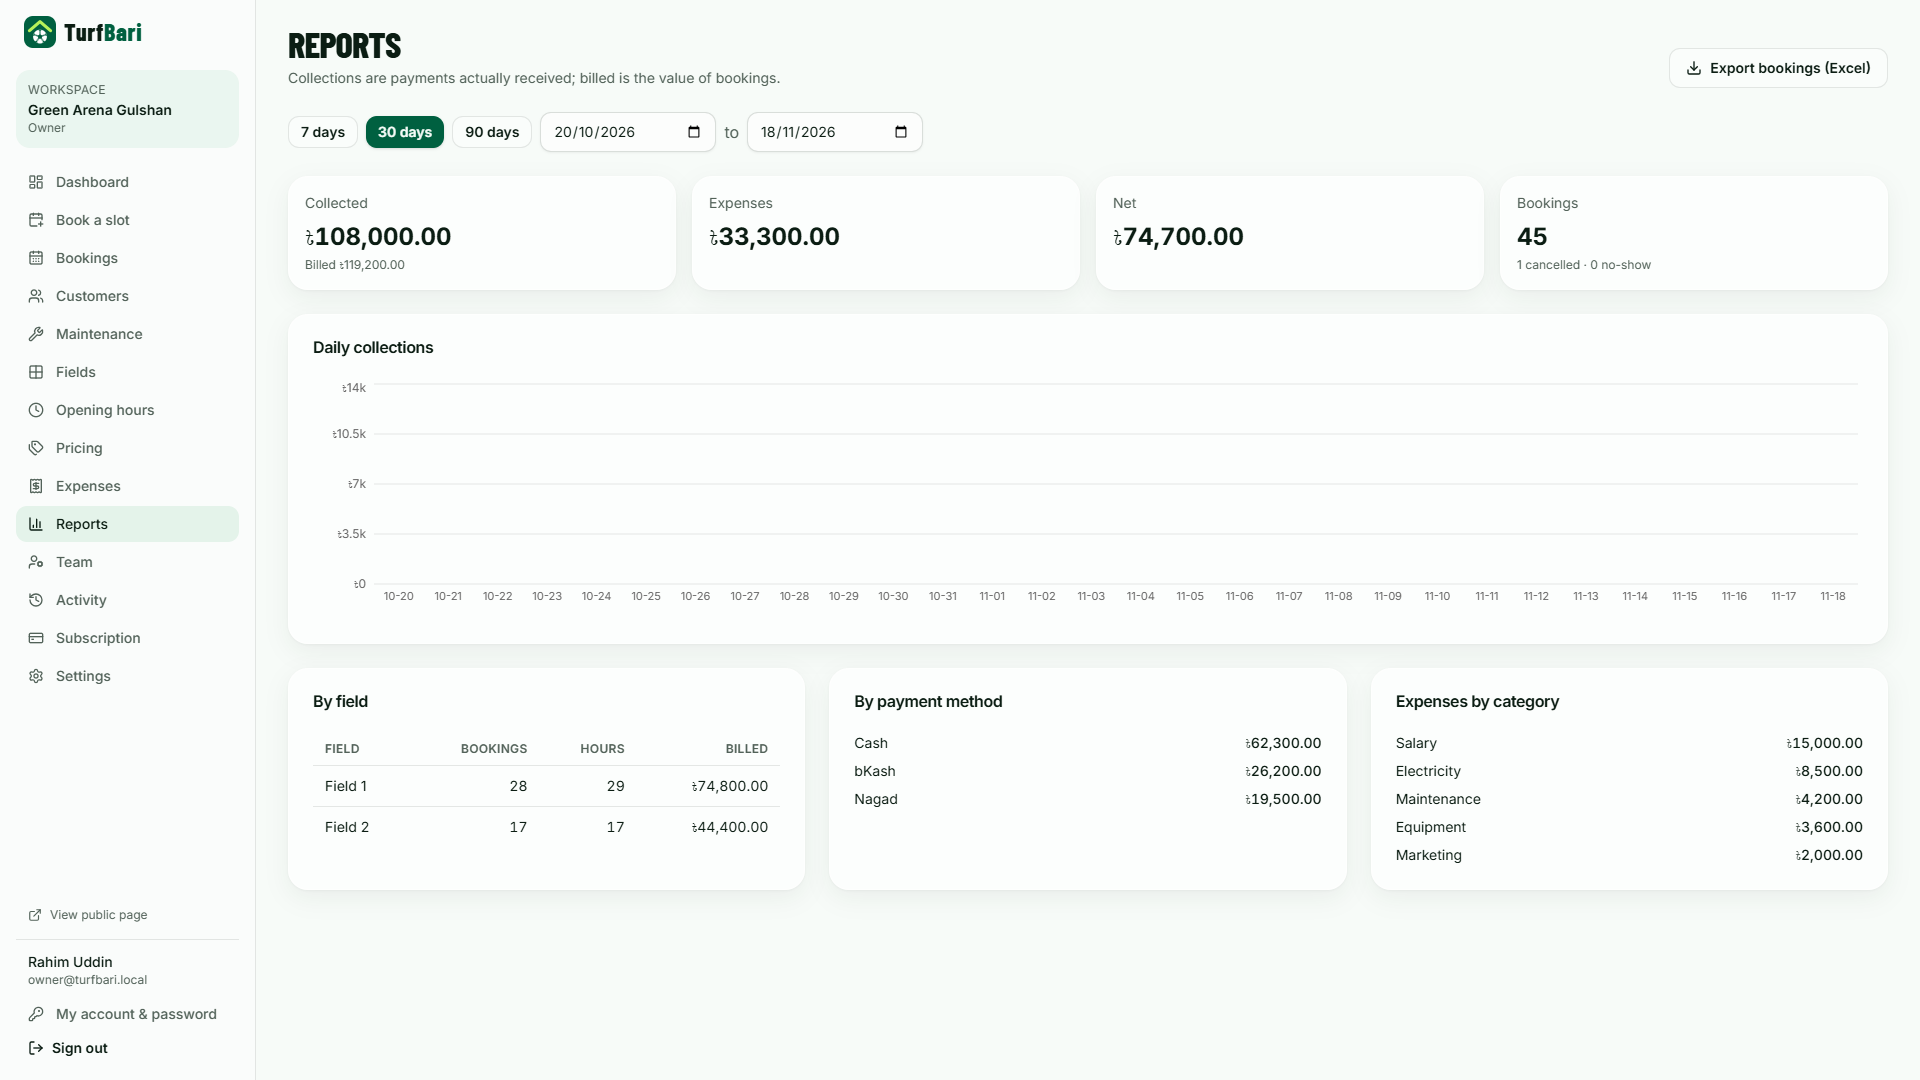 TurfBari
WORKSPACE
Green Arena Gulshan
Owner
Dashboard
Book a slot
Bookings
Customers
Maintenance
Fields
Opening hours
Pricing
Expenses
Reports
Team
Activity
Subscription
Settings
View public page
Rahim Uddin
owner@turfbari.local
My account & password
Sign out
REPORTS
Collections are payments actually received; billed is the value of bookings.
Export bookings (Excel)
7 days 30 days 90 days 20/10/2026 to 18/11/2026
Collected
৳108,000.00
Billed ৳119,200.00
Expenses
৳33,300.00
Net
৳74,700.00
Bookings
45
1 cancelled · 0 no-show
Daily collections
৳14k
৳10.5k
৳7k
৳3.5k
৳0
10-20 10-21 10-22 10-23 10-24 10-25 10-26 10-27 10-28 10-29 10-30 10-31 11-01 11-02 11-03 11-04 11-05 11-06 11-07 11-08 11-09 11-10 11-11 11-12 11-13 11-14 11-15 11-16 11-17 11-18
By field
FIELD BOOKINGS HOURS BILLED
Field 1 28 29 ৳74,800.00
Field 2 17 17 ৳44,400.00
By payment method
Cash ৳62,300.00
bKash ৳26,200.00
Nagad ৳19,500.00
Expenses by category
Salary ৳15,000.00
Electricity ৳8,500.00
Maintenance ৳4,200.00
Equipment ৳3,600.00
Marketing ৳2,000.00